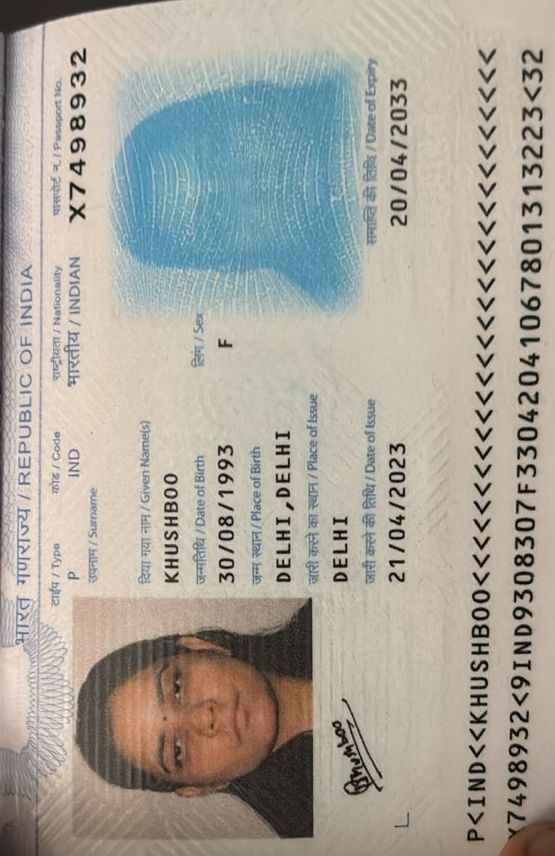 भारत गणराज्य / REPUBLIC OF INDIA
टाईप / Type कोड / Code राष्ट्रीयता / Nationality पासपोर्ट न. / Passport No.
P IND भारतीय / INDIAN X7498932
उपनाम / Surname
दिया गया नाम / Given Name(s)
KHUSHBOO
जन्मतिथि / Date of Birth लिंग / Sex
30/08/1993 F
जन्म स्थान / Place of Birth
DELHI,DELHI
जारी करने का स्थान / Place of Issue
DELHI
जारी करने की तिथि / Date of Issue समाप्ति की तिथि / Date of Expiry
21/04/2023 20/04/2033
Khushboo
P<IND<<KHUSHBOO<<<<<<<<<<<<<<<<<<<<<<<<<<<<<
X7498932<9IND9308307F3304204106780131313223<32